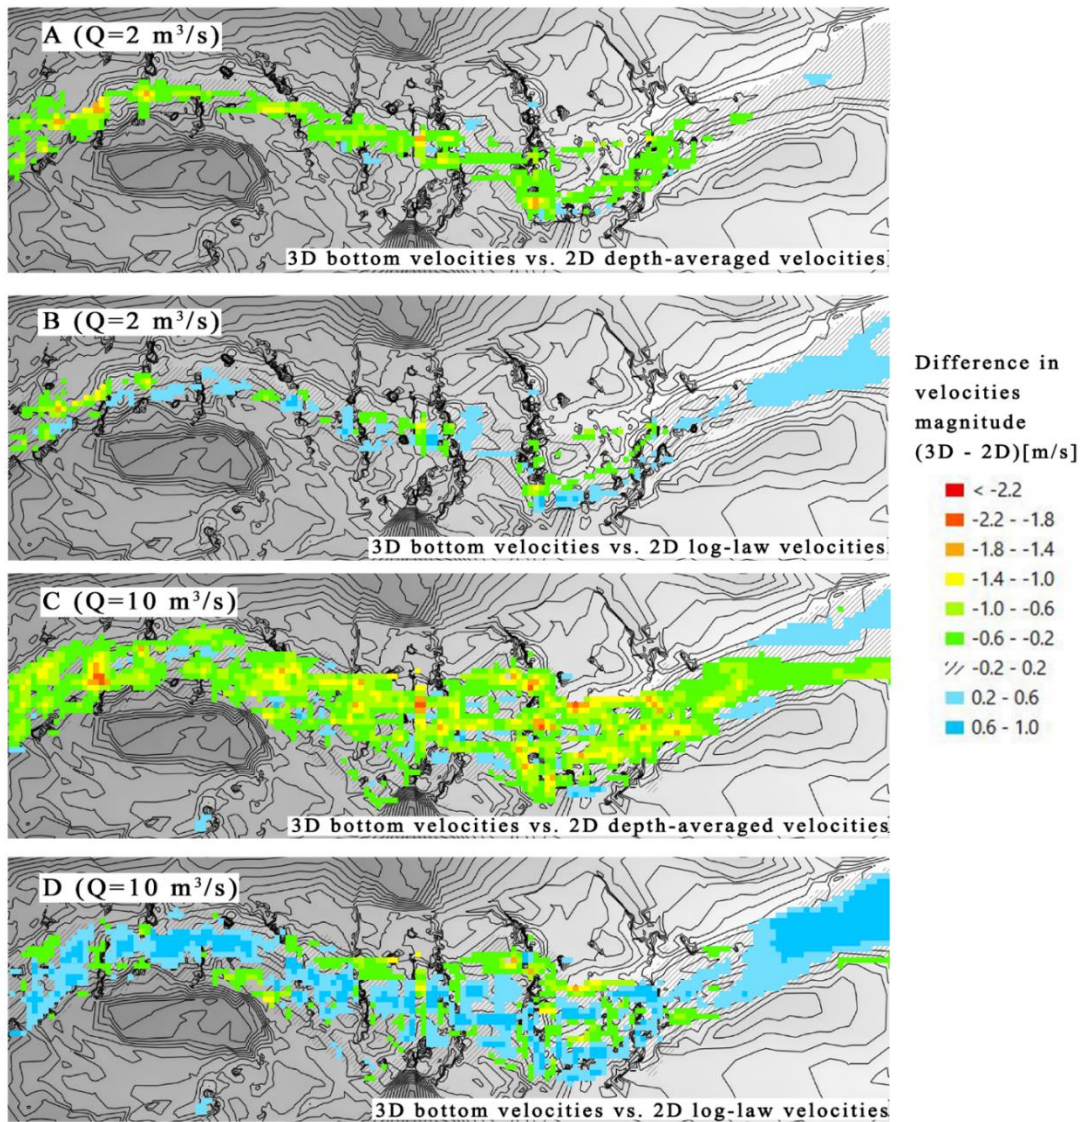 A (Q=2 m³/s)
3D bottom velocities vs. 2D depth-averaged velocities
B (Q=2 m³/s)
3D bottom velocities vs. 2D log-law velocities
C (Q=10 m³/s)
3D bottom velocities vs. 2D depth-averaged velocities
D (Q=10 m³/s)
3D bottom velocities vs. 2D log-law velocities
Difference in
velocities
magnitude
(3D - 2D)[m/s]
< -2.2
-2.2 - -1.8
-1.8 - -1.4
-1.4 - -1.0
-1.0 - -0.6
-0.6 - -0.2
-0.2 - 0.2
0.2 - 0.6
0.6 - 1.0